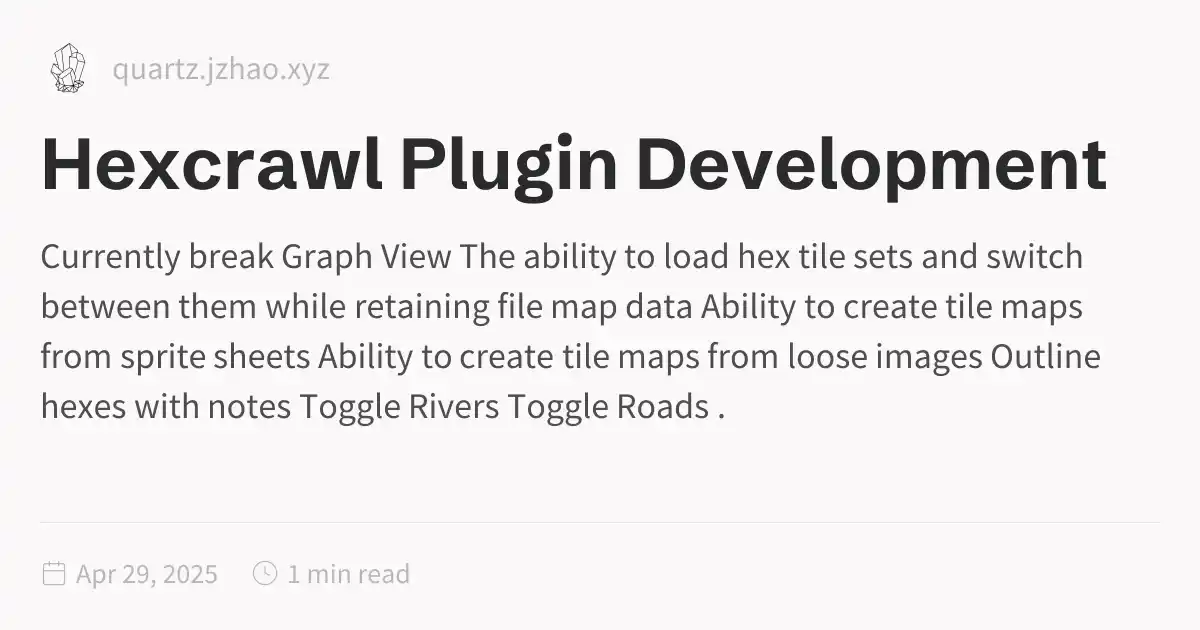 quartz.jzhao.xyz
Hexcrawl Plugin Development
Currently break Graph View The ability to load hex tile sets and switch
between them while retaining file map data Ability to create tile maps
from sprite sheets Ability to create tile maps from loose images Outline
hexes with notes Toggle Rivers Toggle Roads .
Apr 29, 2025 1 min read